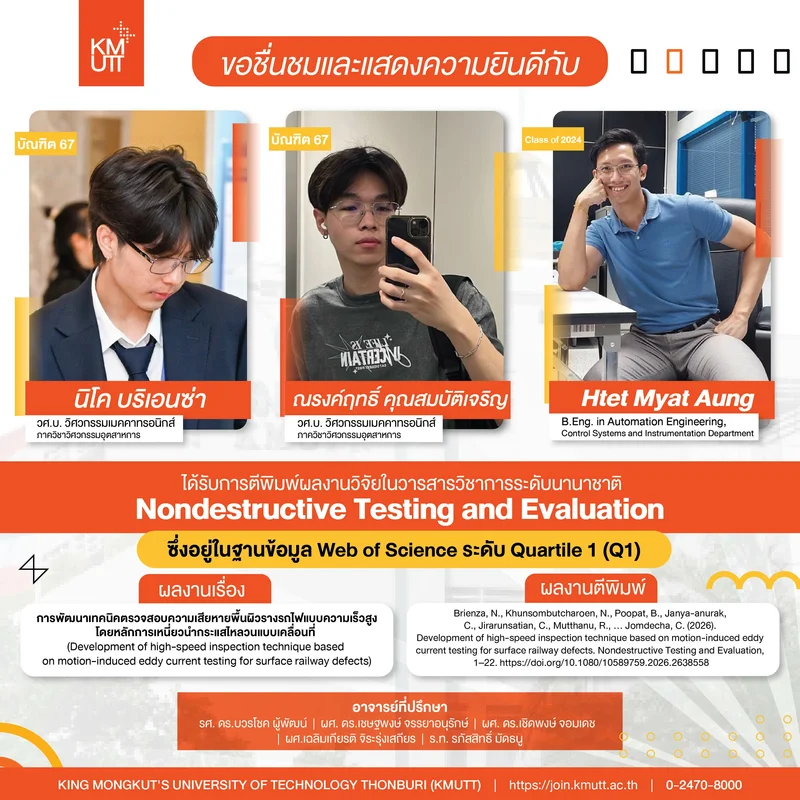 KM
UTT
ขอชื่นชมและแสดงความยินดีกับ
บัณฑิต 67
บัณฑิต 67
Class of 2024
LIFE IS
UNCERTAIN
นิโค บริเอนซ่า
วศ.บ. วิศวกรรมเมคคาทรอนิกส์
ภาควิชาวิศวกรรมอุตสาหการ
ณรงค์ฤทธิ์ คุณสมบัติเจริญ
วศ.บ. วิศวกรรมเมคคาทรอนิกส์
ภาควิชาวิศวกรรมอุตสาหการ
Htet Myat Aung
B.Eng. in Automation Engineering,
Control Systems and Instrumentation Department
ได้รับการตีพิมพ์ผลงานวิจัยในวารสารวิชาการระดับนานาชาติ
Nondestructive Testing and Evaluation
ซึ่งอยู่ในฐานข้อมูล Web of Science ระดับ Quartile 1 (Q1)
ผลงานเรื่อง
การพัฒนาเทคนิคตรวจสอบความเสียหายพื้นผิวรางรถไฟแบบความเร็วสูง
โดยหลักการเหนี่ยวนำกระแสไหลวนแบบเคลื่อนที่
(Development of high-speed inspection technique based
on motion-induced eddy current testing for surface railway defects)
ผลงานตีพิมพ์
Brienza, N., Khunsombutcharoen, N., Poopat, B., Janya-anurak,
C., Jirarunsatian, C., Mutthanu, R., … Jomdecha, C. (2026).
Development of high-speed inspection technique based on motion-induced eddy
current testing for surface railway defects. Nondestructive Testing and Evaluation,
1–22. https://doi.org/10.1080/10589759.2026.2638558
อาจารย์ที่ปรึกษา
รศ. ดร.บวรโชค ผู้พัฒน์ | ผศ. ดร.เชษฐพงษ์ จรรยาอนุรักษ์ | ผศ. ดร.เชิดพงษ์ จอมเดช
| ผศ.เฉลิมเกียรติ จิระรุ่งเสถียร | ร.ท. รภัสสิทธิ์ มัดธนู
KING MONGKUT'S UNIVERSITY OF TECHNOLOGY THONBURI (KMUTT) | https://join.kmutt.ac.th | 0-2470-8000